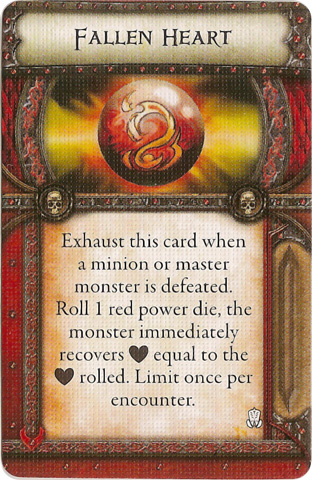 Fallen Heart
Exhaust this card when
a minion or master
monster is defeated.
Roll 1 red power die, the
monster immediately
recovers ♥ equal to the
♥ rolled. Limit once per
encounter.